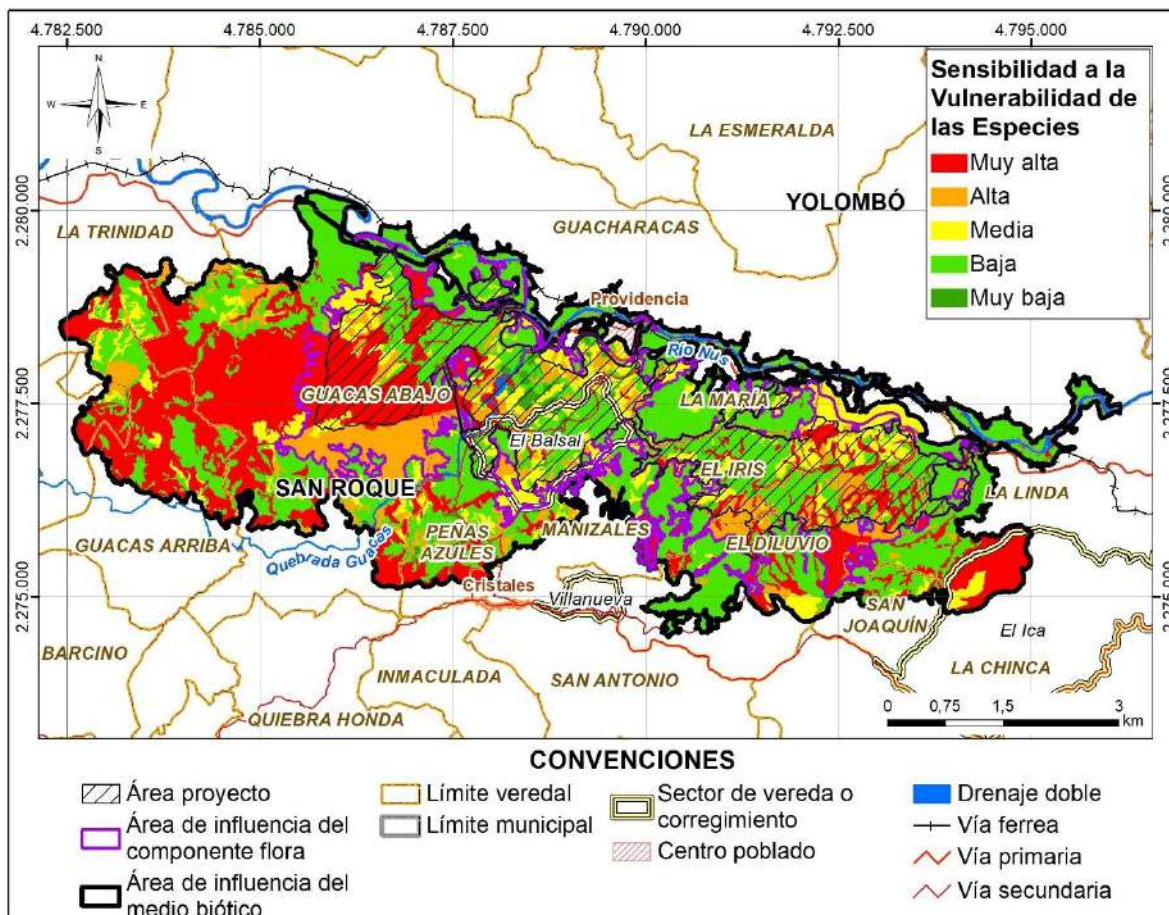 4.782.500 4.785.000 4.787.500 4.790.000 4.792.500 4.795.000
N
W E
S
Sensibilidad a la
Vulnerabilidad de
las Especies
Muy alta
Alta
Media
Baja
Muy baja
LA ESMERALDA
YOLOMBÓ
2.280.000
2.280.000
LA TRINIDAD
GUACHARACAS
Providencia
Río Nus
2.277.500
2.277.500
GUACAS ABAJO
LA MARÍA
El Balsal
EL IRIS
SAN ROQUE
LA LINDA
PEÑAS
AZULES
MANIZALES
EL DILUVIO
GUACAS ARRIBA
Quebrada Guacas
2.275.000
2.275.000
Cristales
Villanueva
SAN
JOAQUÍN
El Ica
BARCINO
INMACULADA
SAN ANTONIO
LA CHINCA
QUIEBRA HONDA
0 0,75 1,5 3
km
CONVENCIONES
Área proyecto
Área de influencia del
componente flora
Área de influencia del
medio biótico
Límite veredal
Límite municipal
Sector de vereda o
corregimiento
Centro poblado
Drenaje doble
Vía ferrea
Vía primaria
Vía secundaria